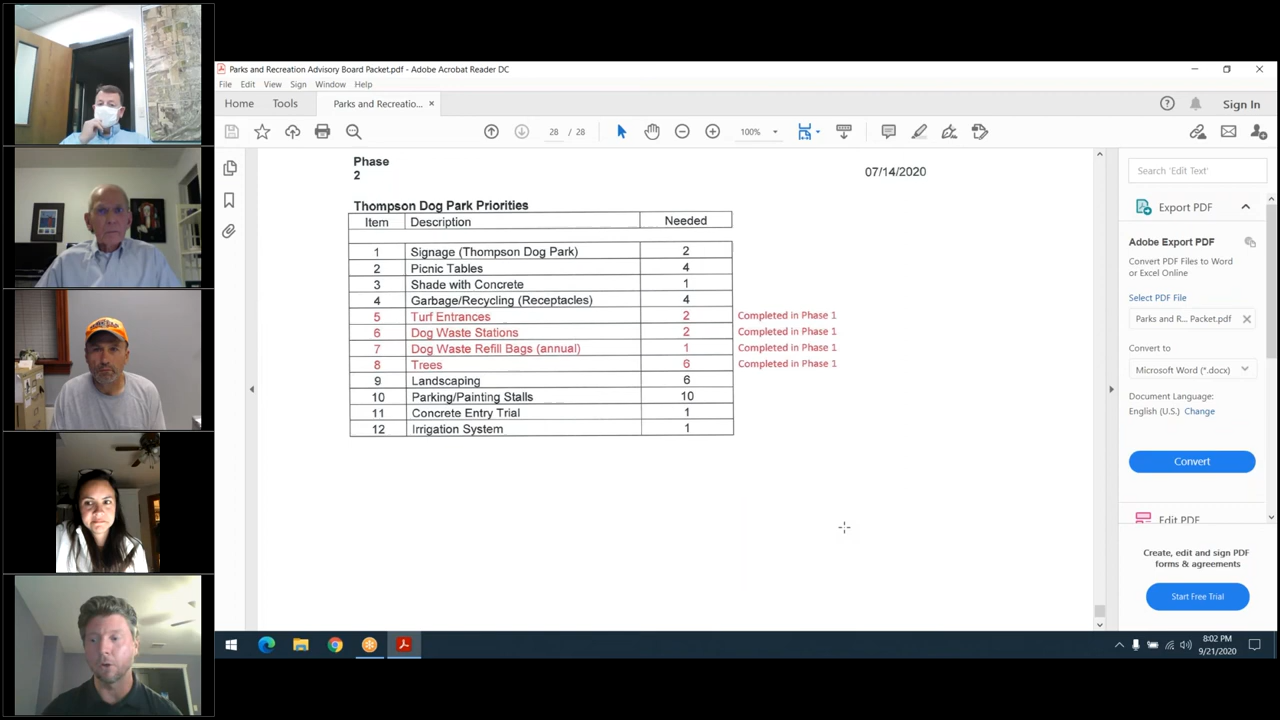 Parks and Recreation Advisory Board Packet.pdf - Adobe Acrobat Reader DC
File Edit View Sign Window Help
Home Tools Parks and Recreatio... × Sign In
28 / 28 100%
Phase
2
07/14/2020
Thompson Dog Park Priorities
Item Description Needed
1 Signage (Thompson Dog Park) 2
2 Picnic Tables 4
3 Shade with Concrete 1
4 Garbage/Recycling (Receptacles) 4
5 Turf Entrances 2 Completed in Phase 1
6 Dog Waste Stations 2 Completed in Phase 1
7 Dog Waste Refill Bags (annual) 1 Completed in Phase 1
8 Trees 6 Completed in Phase 1
9 Landscaping 6
10 Parking/Painting Stalls 10
11 Concrete Entry Trial 1
12 Irrigation System 1
Search 'Edit Text'
Export PDF
Adobe Export PDF
Convert PDF Files to Word
or Excel Online
Select PDF File
Parks and R... Packet.pdf
Convert to
Microsoft Word (*.docx)
Document Language:
English (U.S.) Change
Convert
Edit PDF
Create, edit and sign PDF
forms & agreements
Start Free Trial
8:02 PM
9/21/2020